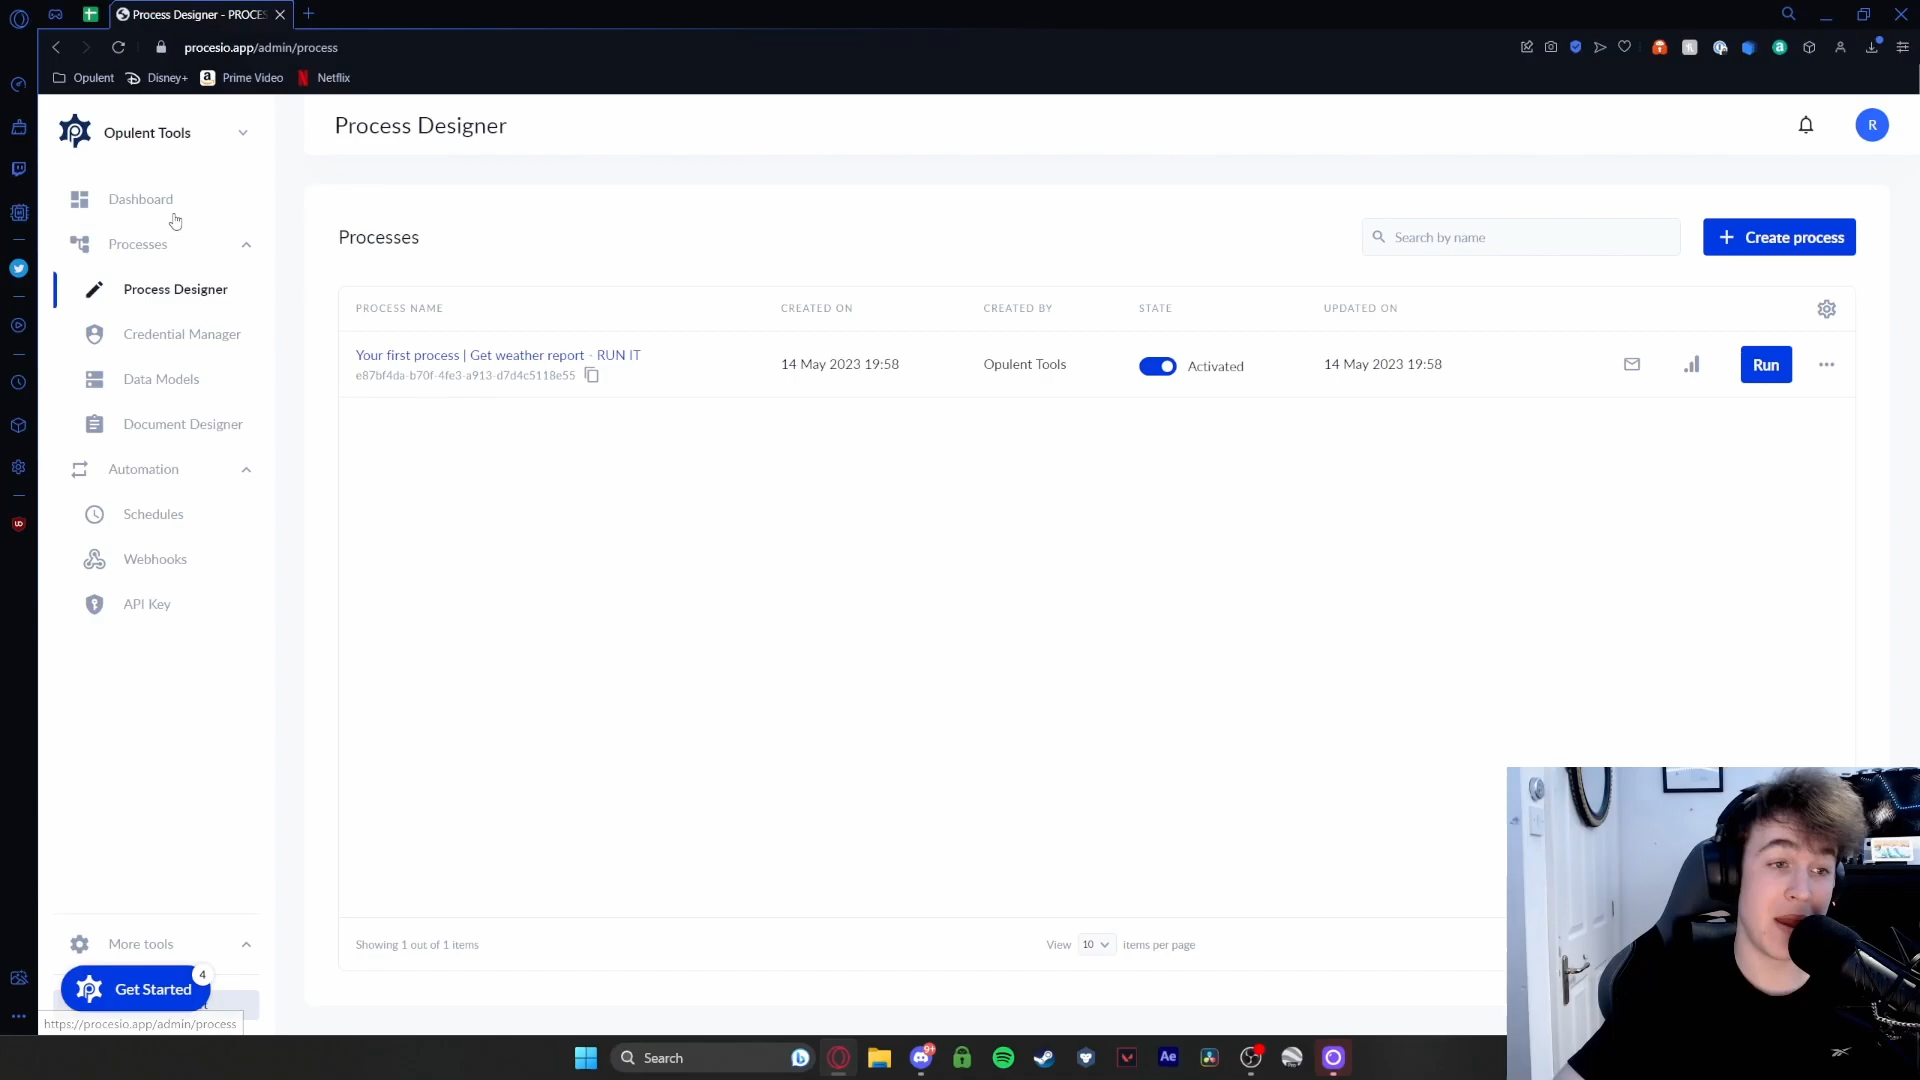 Process Designer - PROCES
procesio.app/admin/process
Opulent
Disney+
Prime Video
Netflix
Opulent Tools
Process Designer
R
Dashboard
Processes
Process Designer
Credential Manager
Data Models
Document Designer
Automation
Schedules
Webhooks
API Key
More tools
Get Started
4
https://procesio.app/admin/process
Processes
Search by name
Create process
PROCESS NAME
CREATED ON
CREATED BY
STATE
UPDATED ON
Your first process | Get weather report - RUN IT
e87bf4da-b70f-4fe3-a913-d7d4c5118e55
14 May 2023 19:58
Opulent Tools
Activated
14 May 2023 19:58
Run
Showing 1 out of 1 items
View 10 items per page
Search
9+
Ae